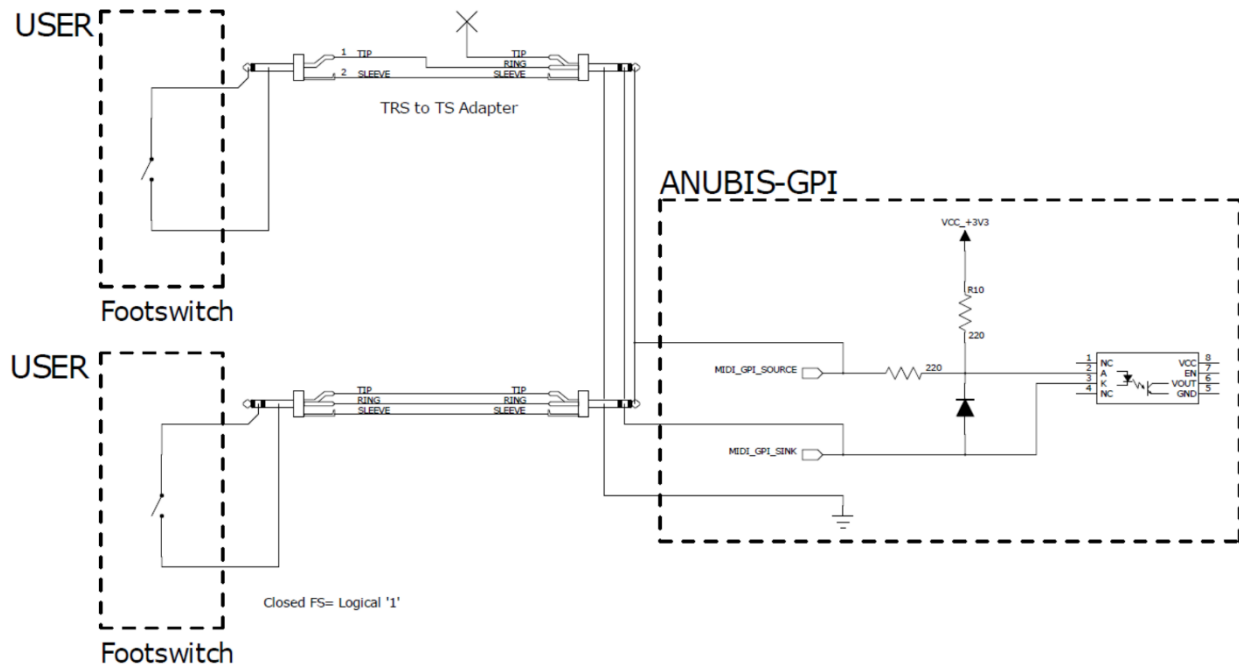 USER
1 TIP
2 SLEEVE
TIP
RING
SLEEVE
TRS to TS Adapter
Footswitch
ANUBIS-GPI
VCC_+3V3
R10
220
MIDI_GPI_SOURCE
220
1 NC
2 A
3 K
4 NC
VCC 8
EN 7
VOUT 6
GND 5
MIDI_GPI_SINK
USER
TIP
RING
SLEEVE
TIP
RING
SLEEVE
Closed FS= Logical '1'
Footswitch